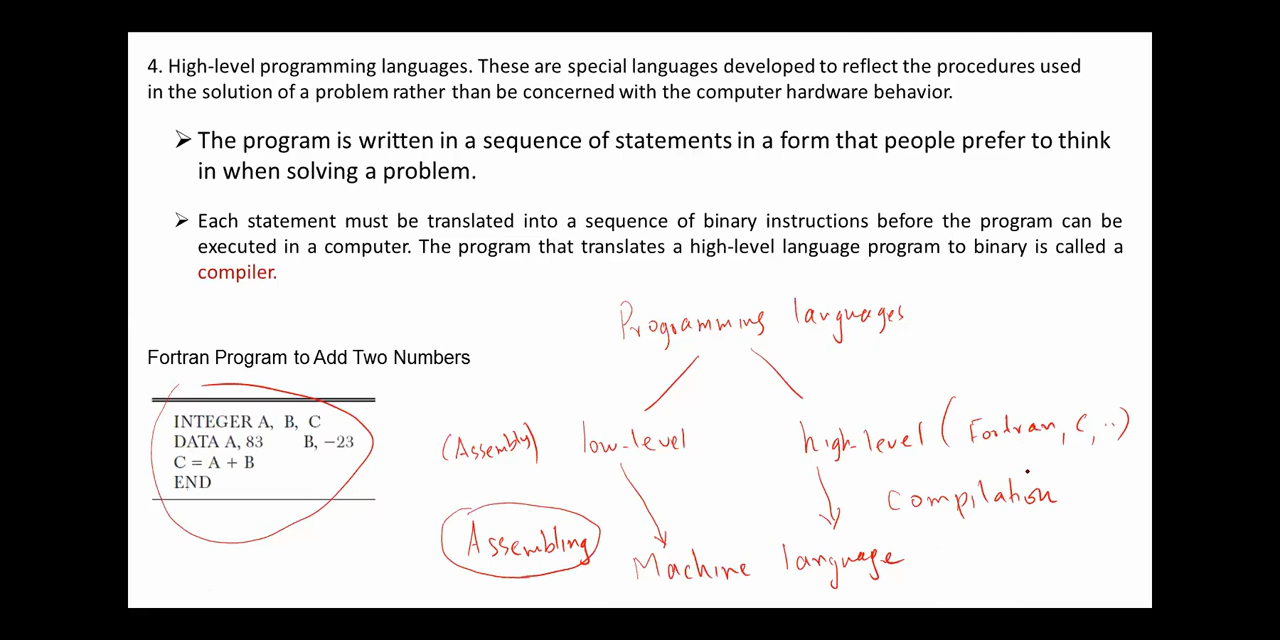 4. High-level programming languages. These are special languages developed to reflect the procedures used
in the solution of a problem rather than be concerned with the computer hardware behavior.
➢ The program is written in a sequence of statements in a form that people prefer to think
in when solving a problem.
➢ Each statement must be translated into a sequence of binary instructions before the program can be
executed in a computer. The program that translates a high-level language program to binary is called a
compiler.
Programming languages
Fortran Program to Add Two Numbers
INTEGER A, B, C
DATA A, 83 B, −23
C = A + B
END
(Assembly) low-level high-level (Fortran, C, ..)
Compilation
Assembling
Machine language